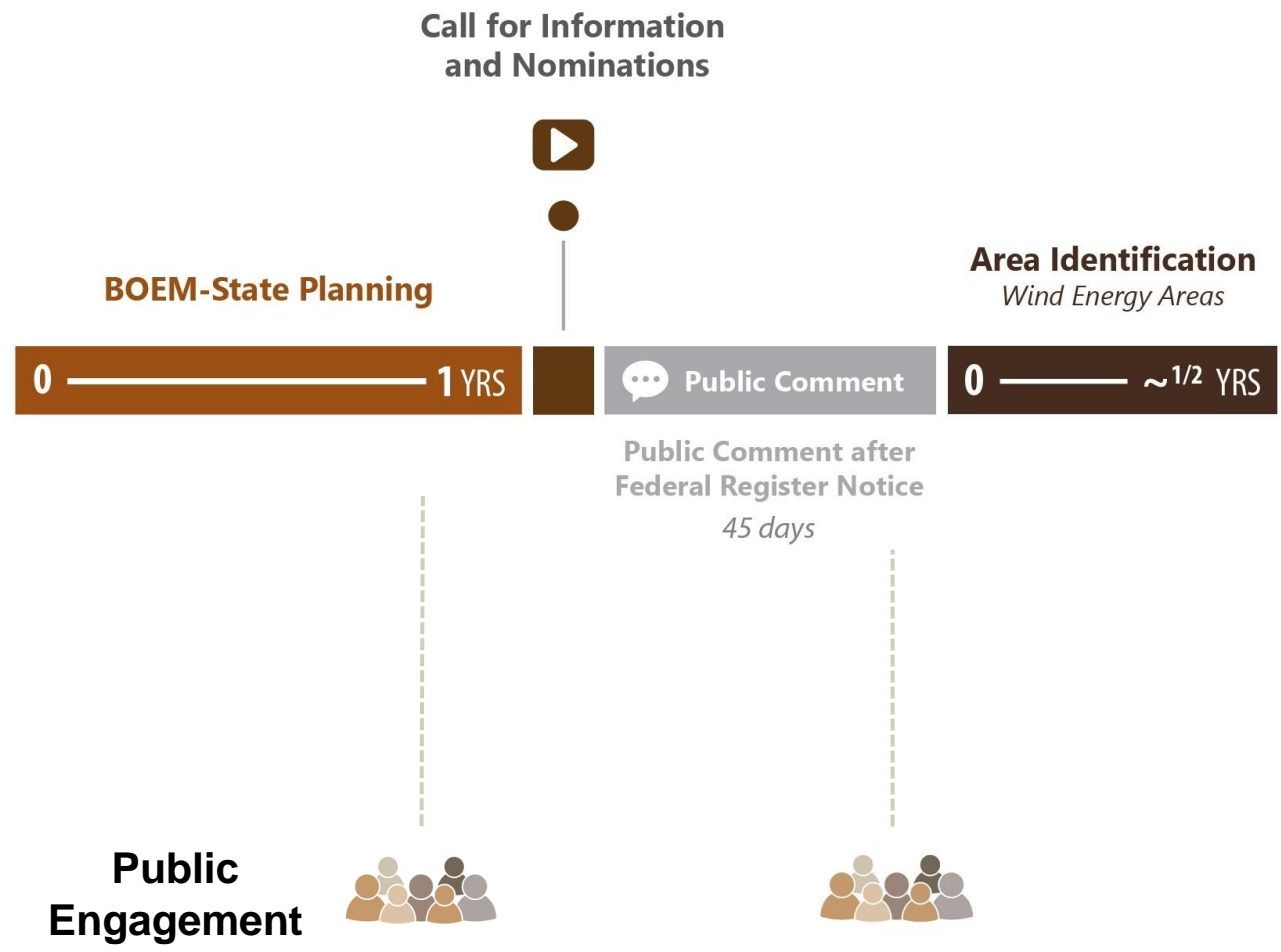 Call for Information
and Nominations
BOEM-State Planning
Area Identification
Wind Energy Areas
0 1 YRS
Public Comment
0 ~1/2 YRS
Public Comment after
Federal Register Notice
45 days
Public
Engagement